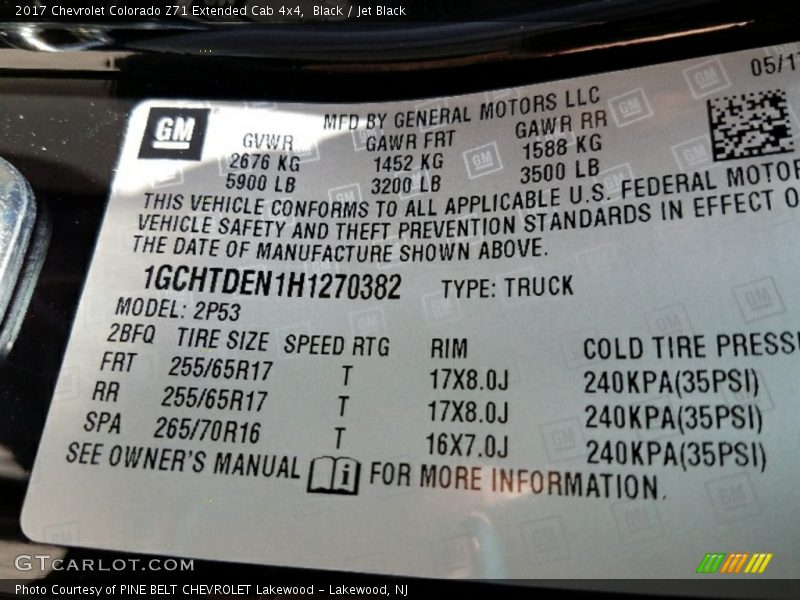 2017 Chevrolet Colorado Z71 Extended Cab 4x4, Black / Jet Black
05/17
GM
MFD BY GENERAL MOTORS LLC
GVWR GAWR FRT GAWR RR
2676 KG 1452 KG 1588 KG
5900 LB 3200 LB 3500 LB
THIS VEHICLE CONFORMS TO ALL APPLICABLE U.S. FEDERAL MOTOR
VEHICLE SAFETY AND THEFT PREVENTION STANDARDS IN EFFECT O
THE DATE OF MANUFACTURE SHOWN ABOVE.
1GCHTDEN1H1270382 TYPE: TRUCK
MODEL: 2P53
2BFQ TIRE SIZE SPEED RTG RIM COLD TIRE PRESS
FRT 255/65R17 T 17X8.0J 240KPA(35PSI)
RR 255/65R17 T 17X8.0J 240KPA(35PSI)
SPA 265/70R16 T 16X7.0J 240KPA(35PSI)
SEE OWNER'S MANUAL i FOR MORE INFORMATION.
GTCARLOT.COM
Photo Courtesy of PINE BELT CHEVROLET Lakewood – Lakewood, NJ